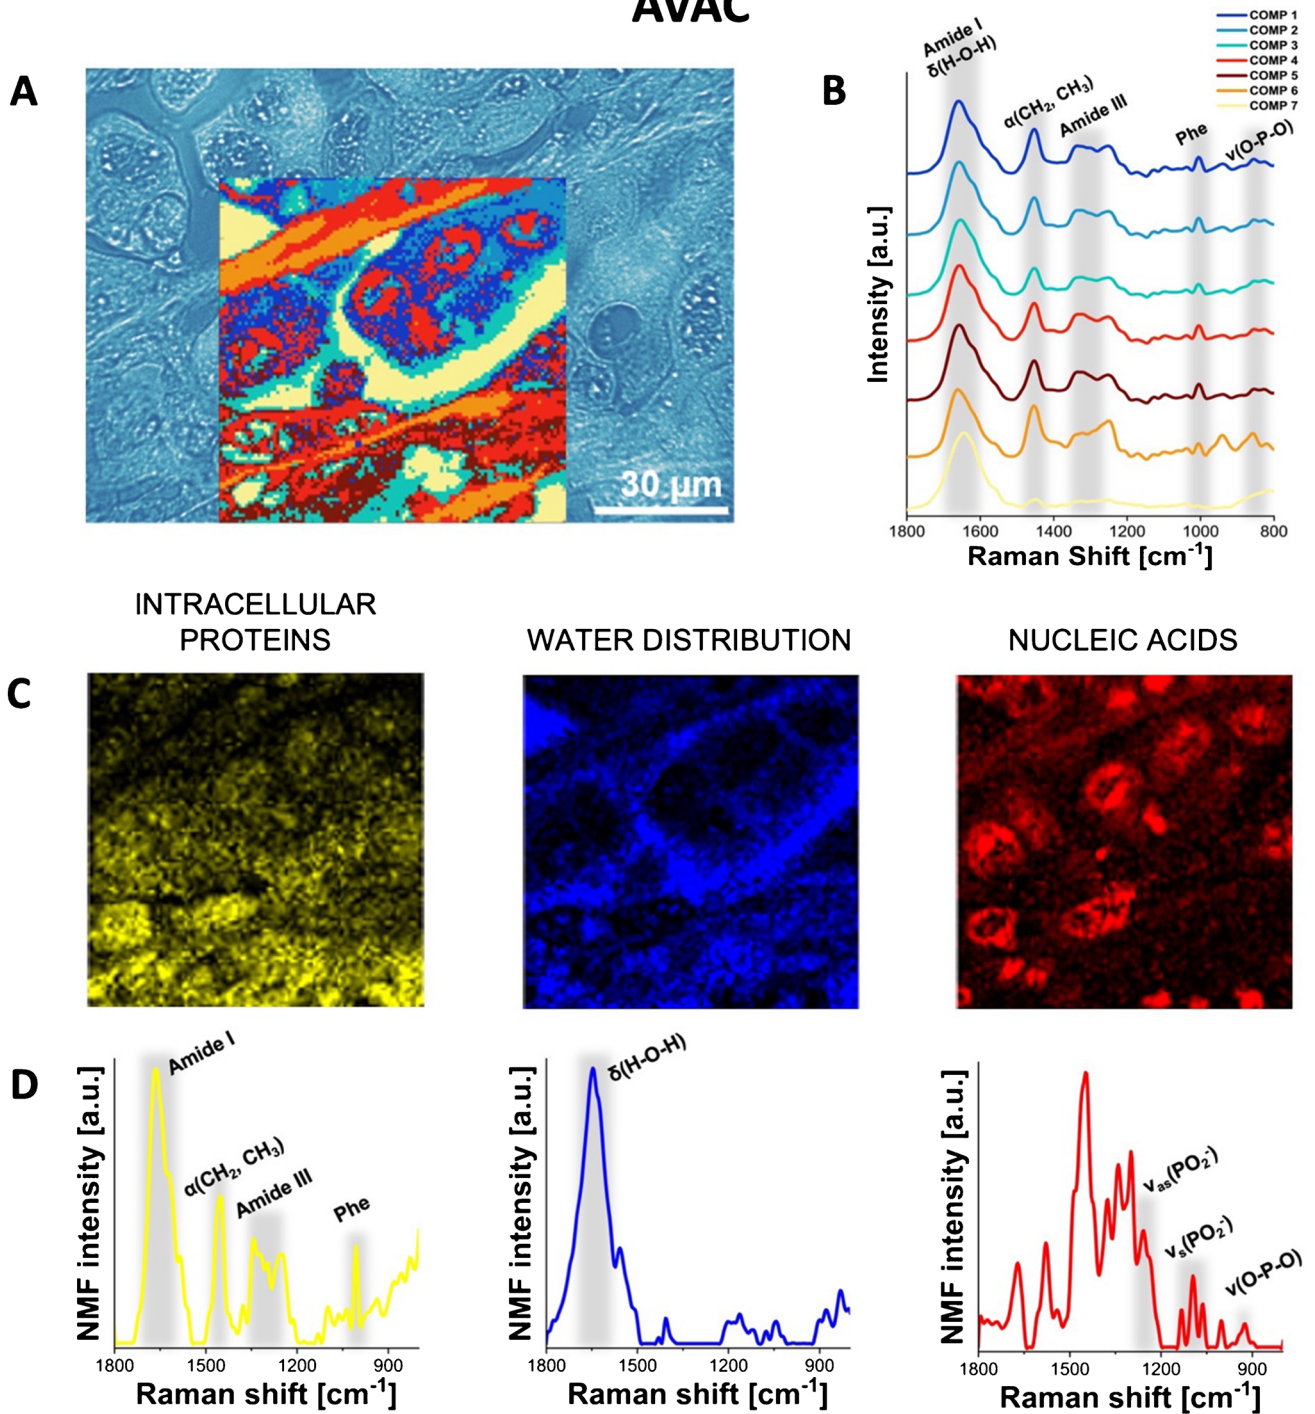 AVAC
A
30 µm
B
COMP 1
COMP 2
COMP 3
COMP 4
COMP 5
COMP 6
COMP 7
Amide I
δ(H-O-H)
α(CH₂, CH₃)
Amide III
Phe
ν(O-P-O)
Intensity [a.u.]
1800 1600 1400 1200 1000 800
Raman Shift [cm⁻¹]
INTRACELLULAR
PROTEINS
WATER DISTRIBUTION
NUCLEIC ACIDS
C
D
NMF intensity [a.u.]
Amide I
α(CH₂, CH₃)
Amide III
Phe
1800 1500 1200 900
Raman shift [cm⁻¹]
NMF intensity [a.u.]
δ(H-O-H)
1800 1500 1200 900
Raman shift [cm⁻¹]
NMF intensity [a.u.]
νas(PO₂⁻)
νs(PO₂⁻)
ν(O-P-O)
1800 1500 1200 900
Raman shift [cm⁻¹]